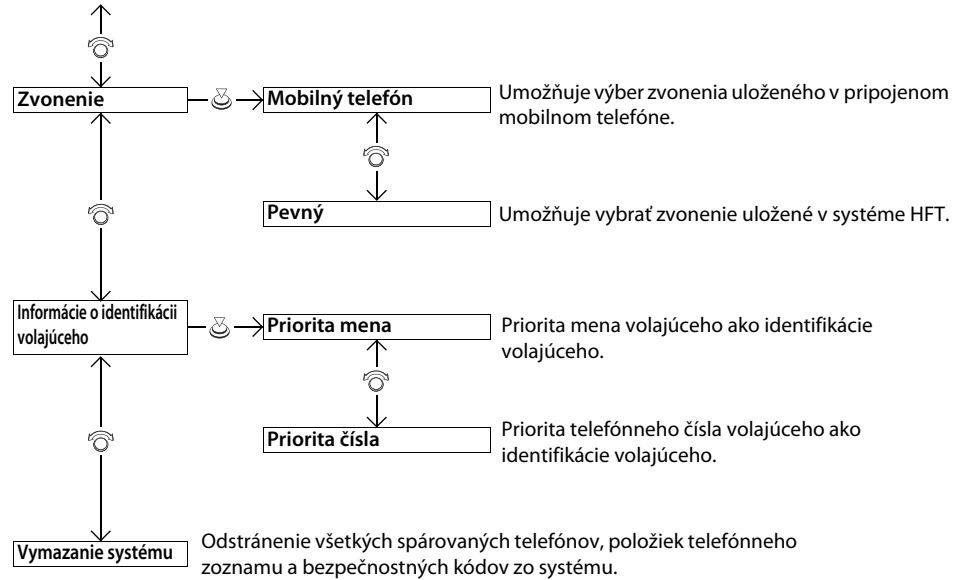 Zvonenie
Mobilný telefón
Umožňuje výber zvonenia uloženého v pripojenom
mobilnom telefóne.
Pevný
Umožňuje vybrať zvonenie uložené v systéme HFT.
Informácie o identifikácii
volajúceho
Priorita mena
Priorita mena volajúceho ako identifikácie
volajúceho.
Priorita čísla
Priorita telefónneho čísla volajúceho ako
identifikácie volajúceho.
Vymazanie systému
Odstránenie všetkých spárovaných telefónov, položiek telefónneho
zoznamu a bezpečnostných kódov zo systému.